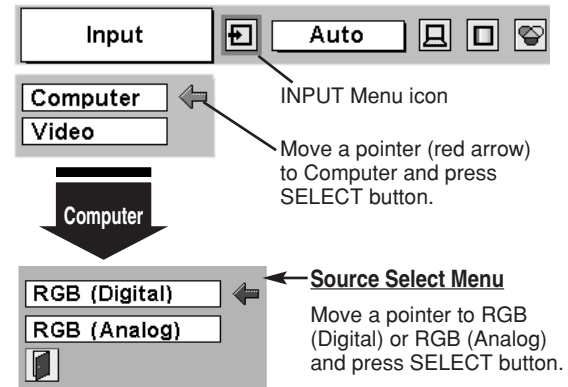 Input
Auto
INPUT Menu icon
Computer
Video
Move a pointer (red arrow)
to Computer and press
SELECT button.
Computer
RGB (Digital)
RGB (Analog)
Source Select Menu
Move a pointer to RGB
(Digital) or RGB (Analog)
and press SELECT button.